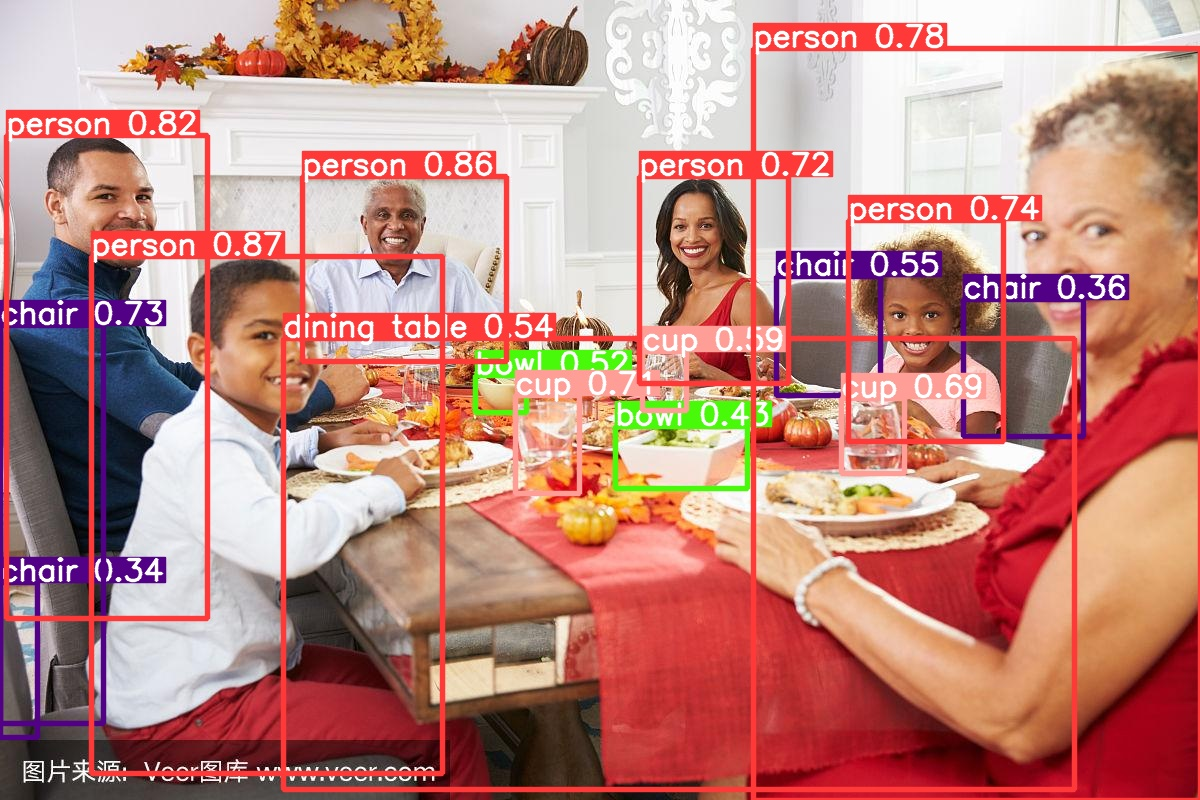 person 0.78
person 0.82
person 0.86
person 0.72
person 0.74
person 0.87
chair 0.55
chair 0.36
chair 0.73
dining table 0.54
cup 0.59
bowl 0.52
cup 0.71
cup 0.69
bowl 0.43
chair 0.34
图片来源: Veer图库 www.veer.com